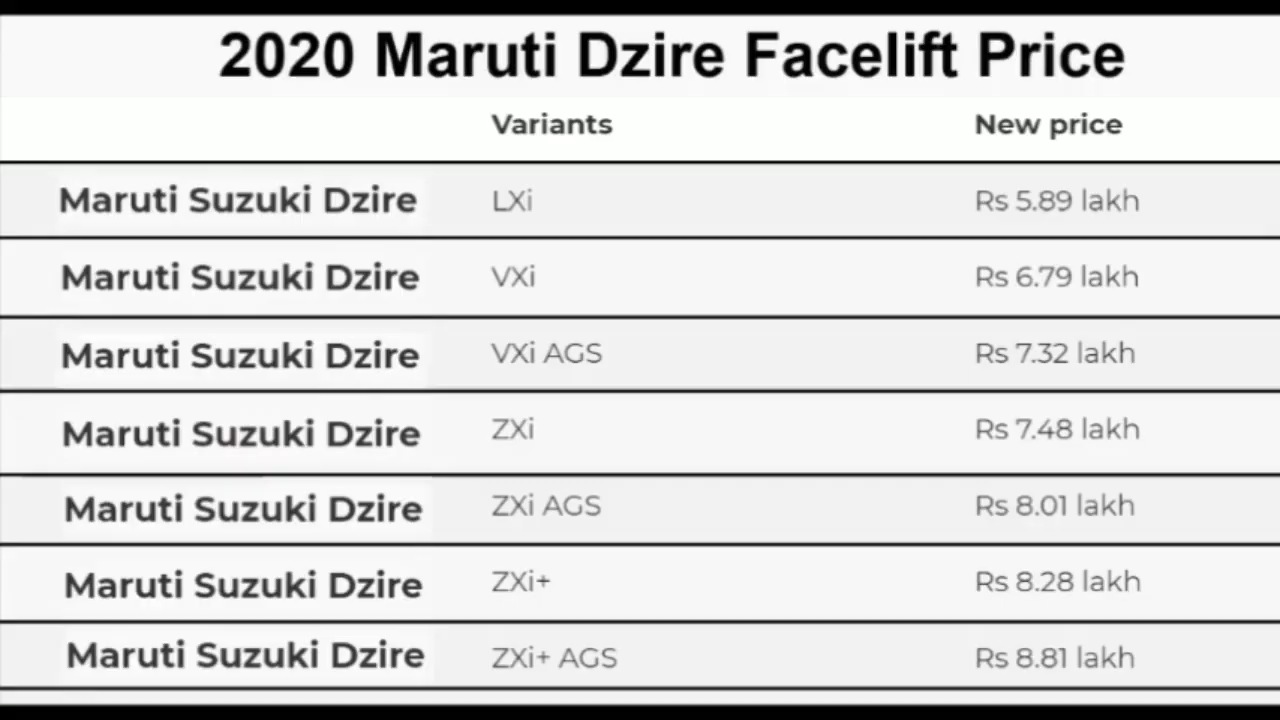 2020 Maruti Dzire Facelift Price
Variants New price
Maruti Suzuki Dzire LXi Rs 5.89 lakh
Maruti Suzuki Dzire VXi Rs 6.79 lakh
Maruti Suzuki Dzire VXi AGS Rs 7.32 lakh
Maruti Suzuki Dzire ZXi Rs 7.48 lakh
Maruti Suzuki Dzire ZXi AGS Rs 8.01 lakh
Maruti Suzuki Dzire ZXi+ Rs 8.28 lakh
Maruti Suzuki Dzire ZXi+ AGS Rs 8.81 lakh